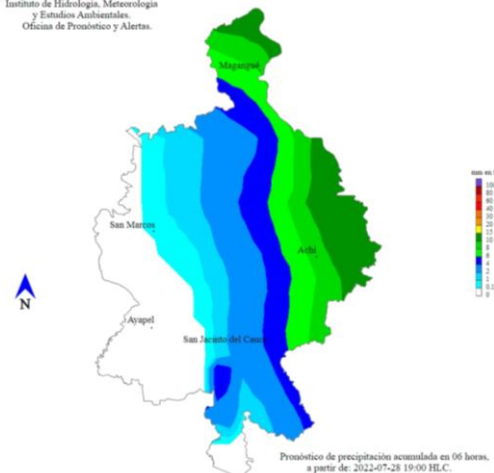 Instituto de Hidrología, Meteorología
y Estudios Ambientales.
Oficina de Pronóstico y Alertas.
Magangué
San Marcos
Achí
Ayapel
San Jacinto del Cauca
N
mm en
100
80
60
40
30
20
15
10
8
6
4
2
1
0.1
0
Pronóstico de precipitación acumulada en 06 horas,
a partir de: 2022-07-28 19:00 HLC.